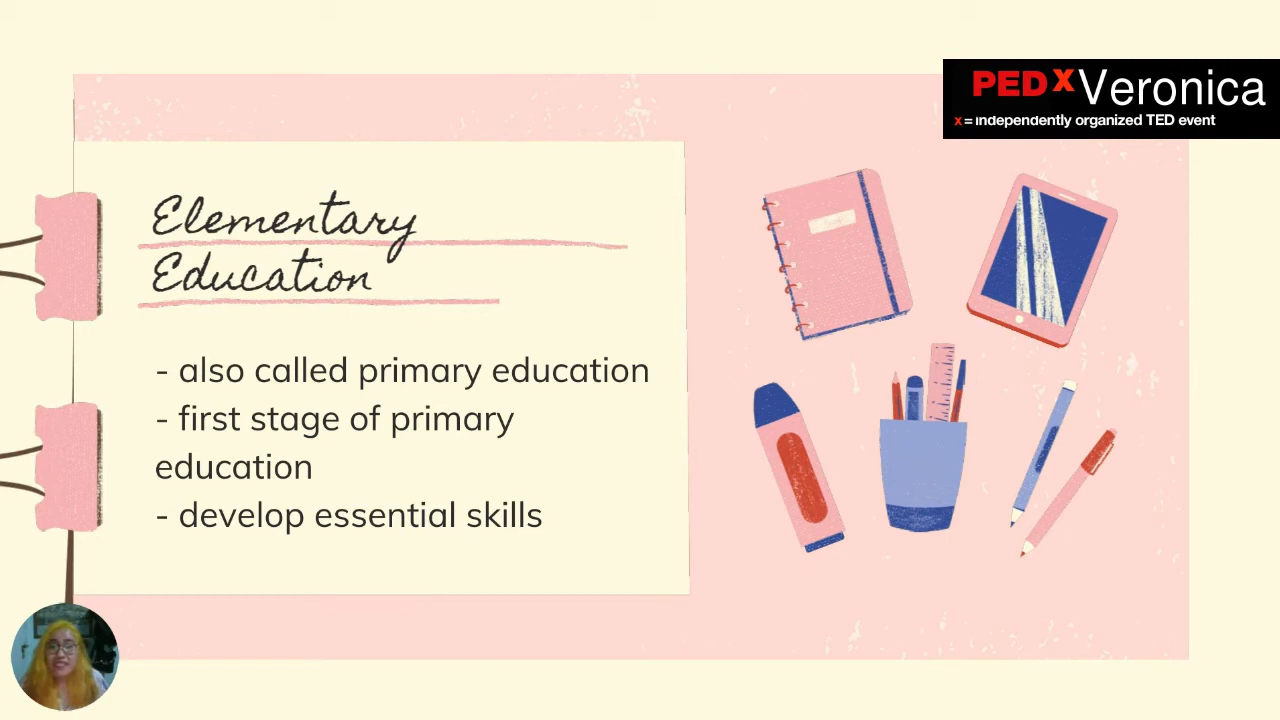 PEDxVeronica
x = independently organized TED event
Elementary
Education
- also called primary education
- first stage of primary
education
- develop essential skills